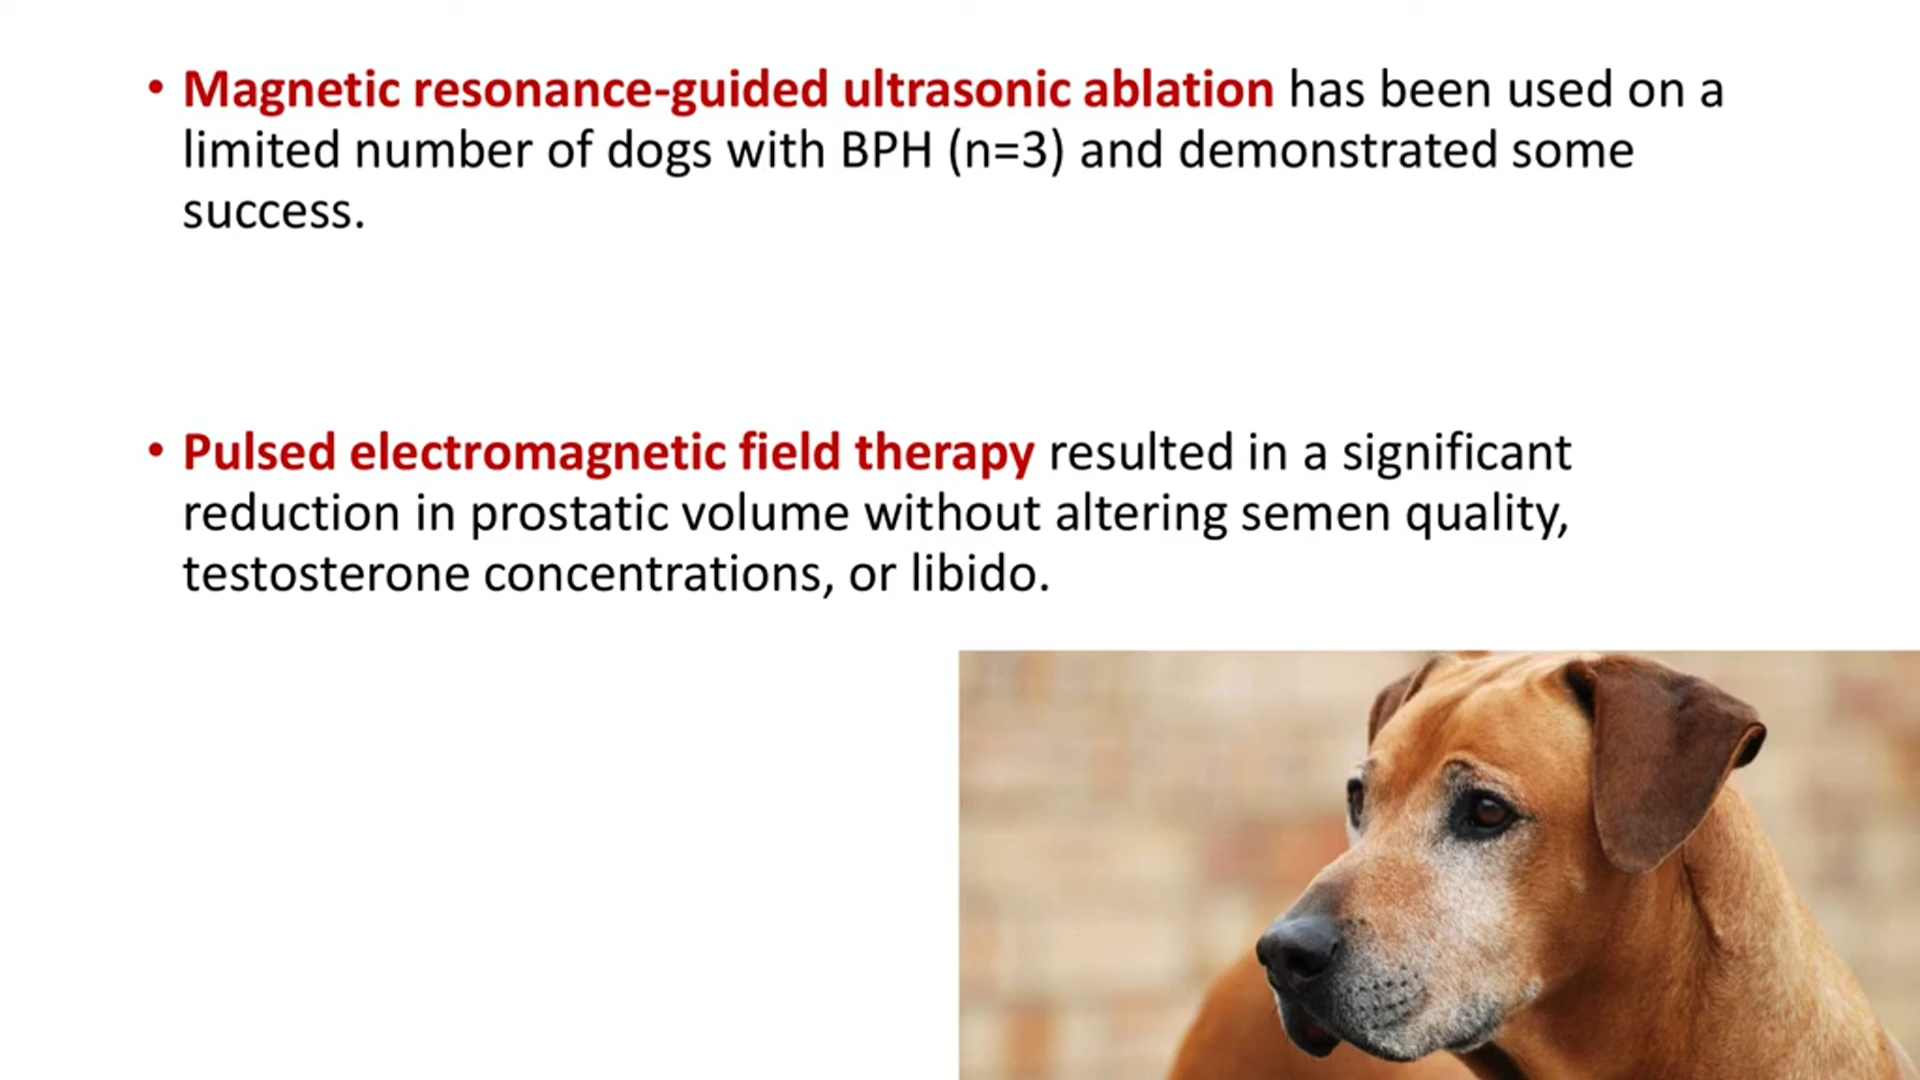 • Magnetic resonance-guided ultrasonic ablation has been used on a
limited number of dogs with BPH (n=3) and demonstrated some
success.
• Pulsed electromagnetic field therapy resulted in a significant
reduction in prostatic volume without altering semen quality,
testosterone concentrations, or libido.